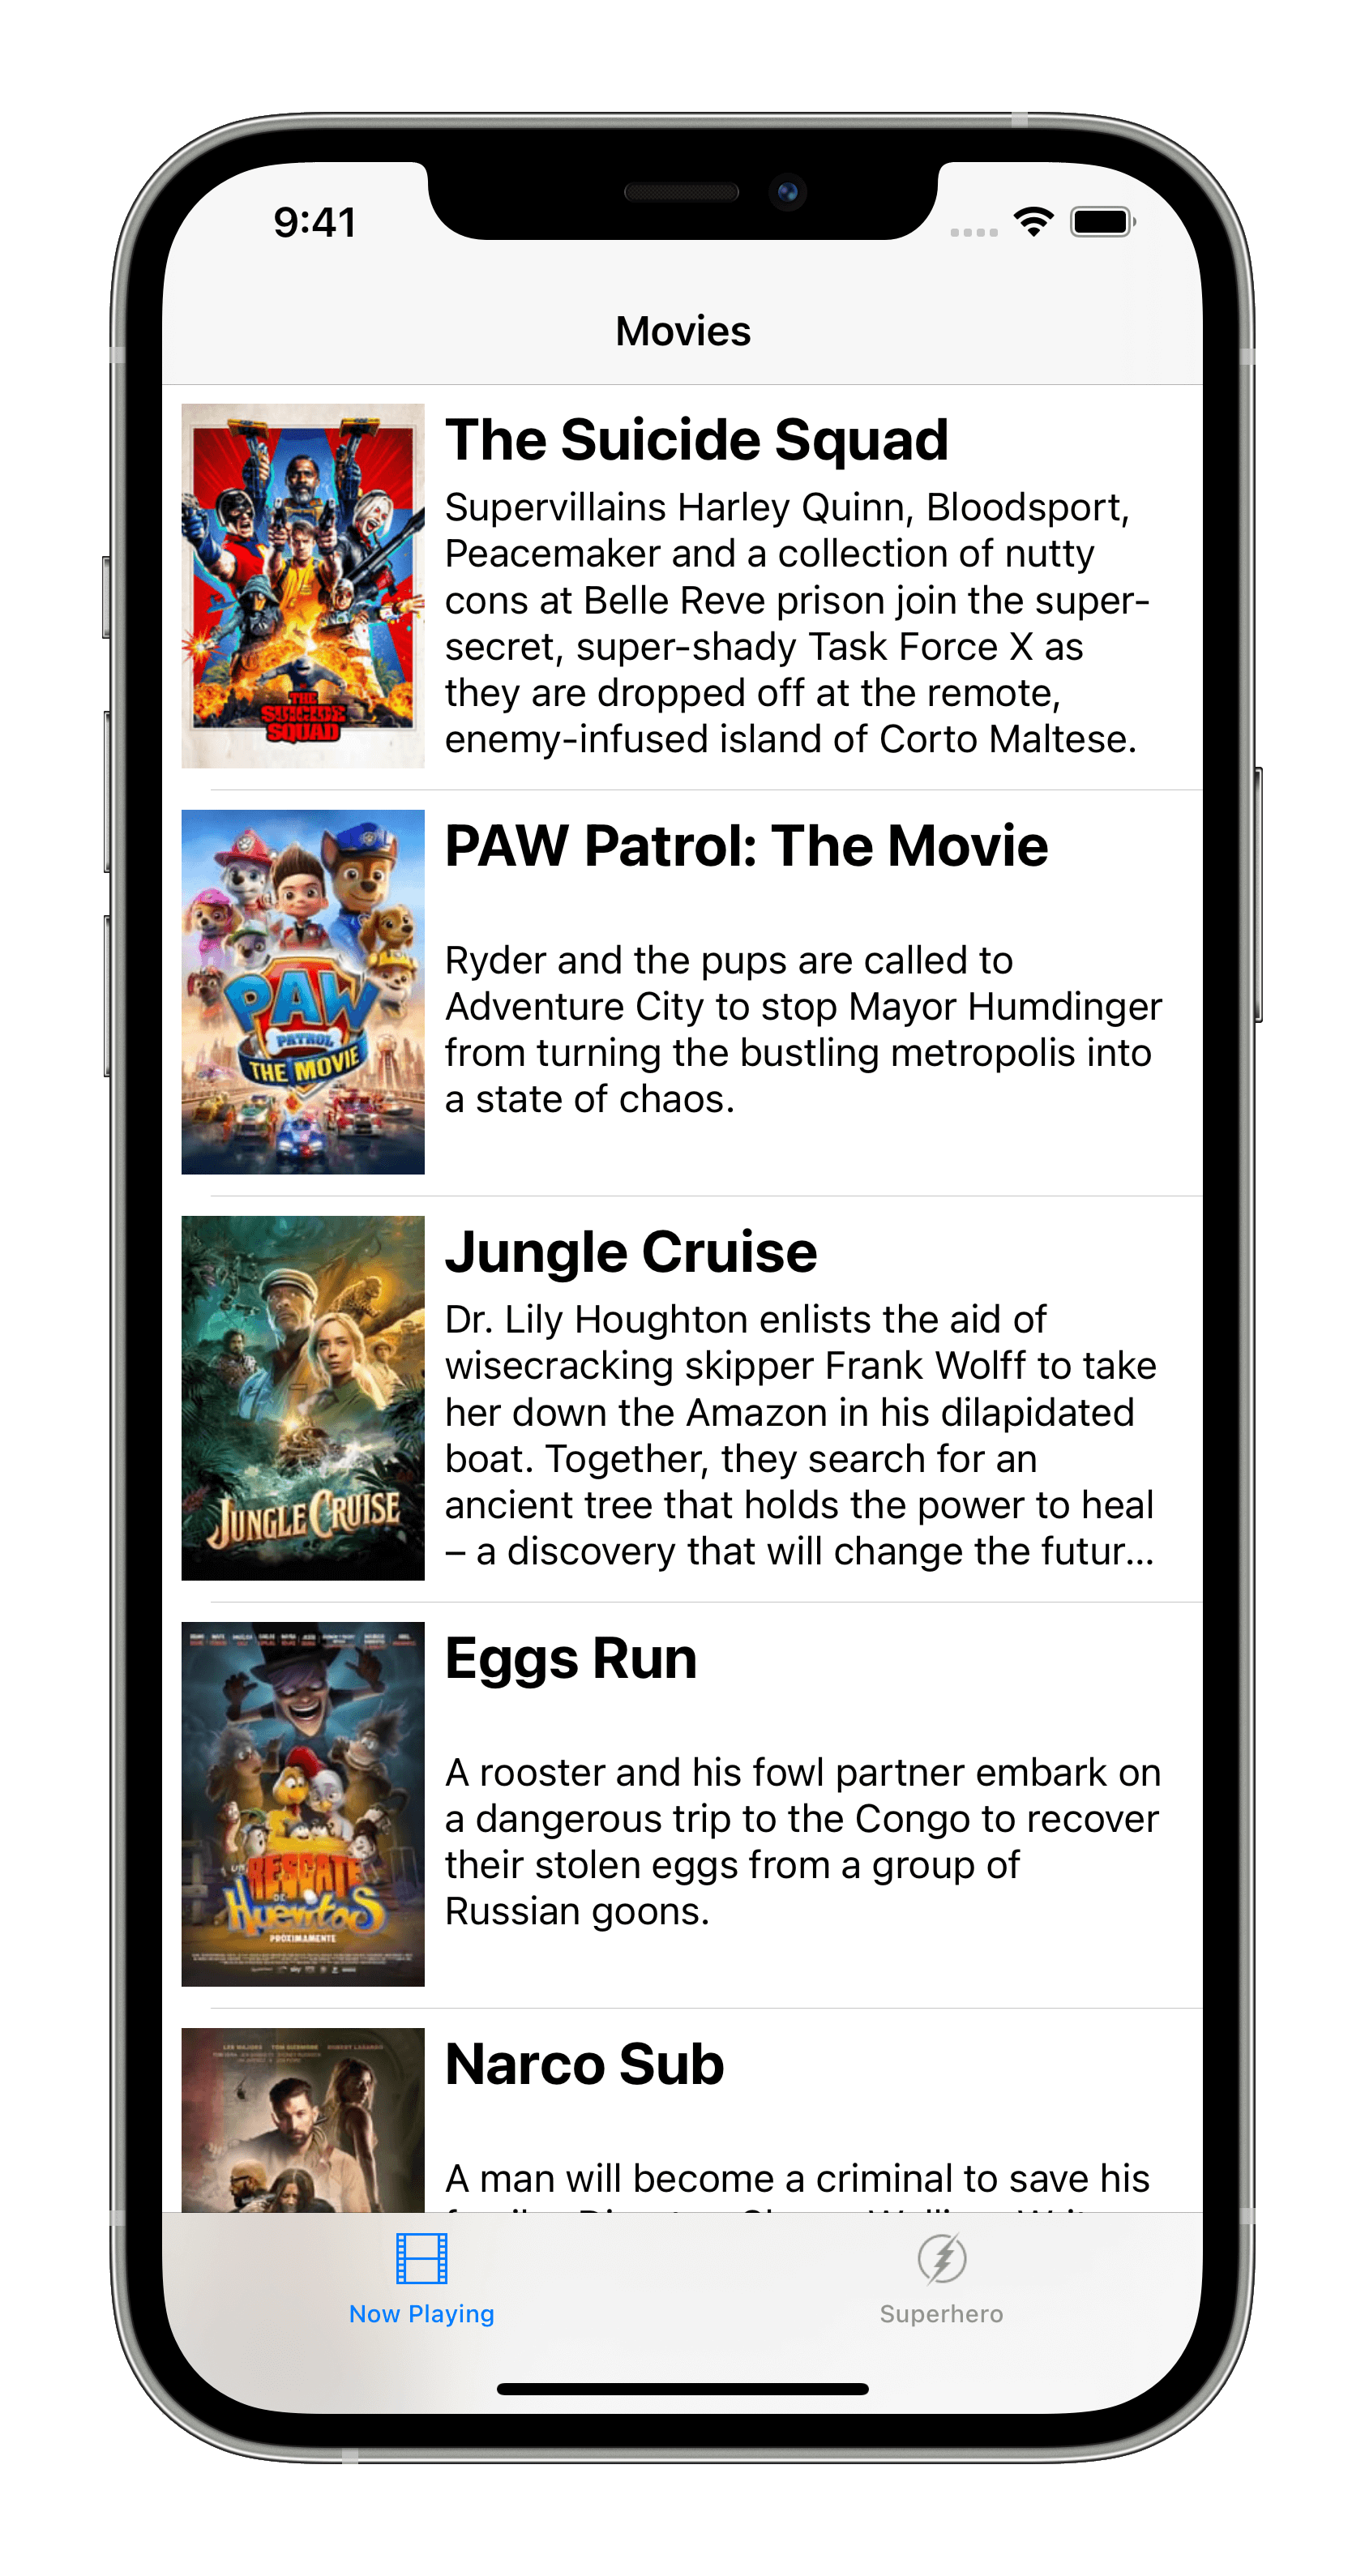 9:41
Movies
The Suicide Squad
Supervillains Harley Quinn, Bloodsport,
Peacemaker and a collection of nutty
cons at Belle Reve prison join the super-
secret, super-shady Task Force X as
they are dropped off at the remote,
enemy-infused island of Corto Maltese.
THE
SUICIDE
SQUAD
PAW Patrol: The Movie
Ryder and the pups are called to
Adventure City to stop Mayor Humdinger
from turning the bustling metropolis into
a state of chaos.
PAW
PATROL
THE MOVIE
Jungle Cruise
Dr. Lily Houghton enlists the aid of
wisecracking skipper Frank Wolff to take
her down the Amazon in his dilapidated
boat. Together, they search for an
ancient tree that holds the power to heal
– a discovery that will change the futur...
JUNGLE CRUISE
Eggs Run
A rooster and his fowl partner embark on
a dangerous trip to the Congo to recover
their stolen eggs from a group of
Russian goons.
UN
RESCATE
DE
Huevitos
PRÓXIMAMENTE
Narco Sub
A man will become a criminal to save his
Now Playing
Superhero